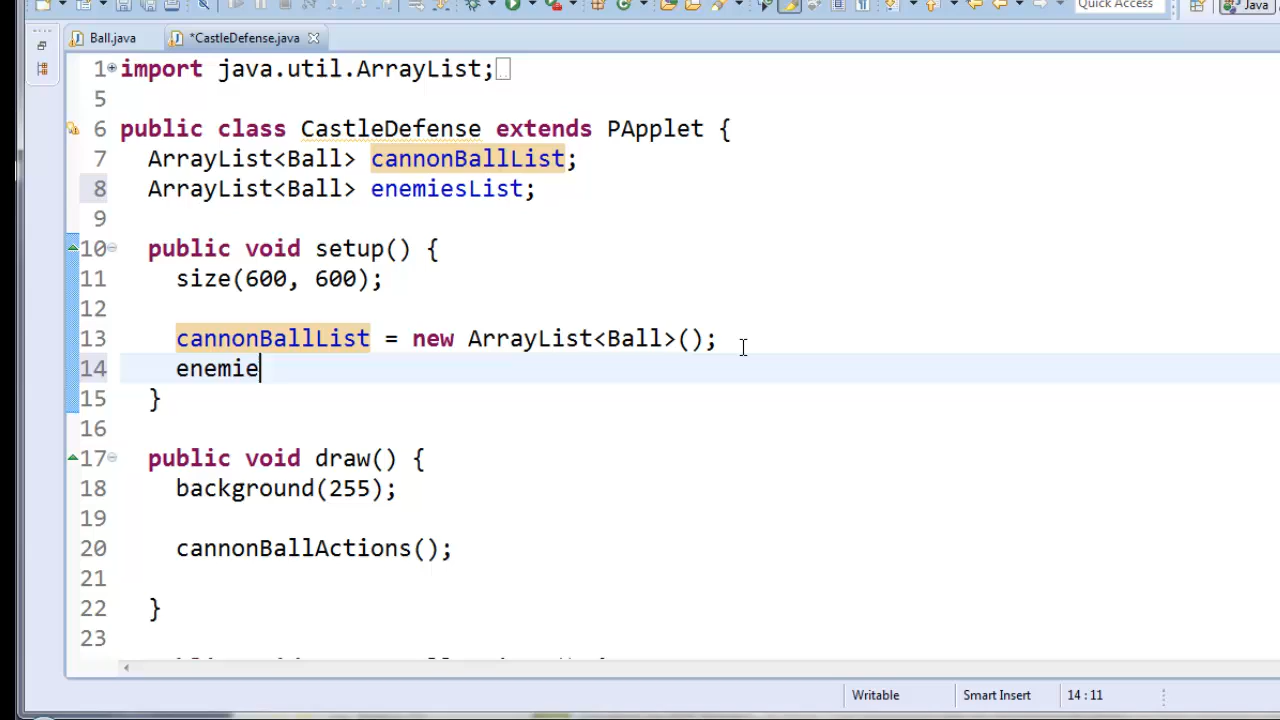 Quick Access
Java
Ball.java
*CastleDefense.java
1 import java.util.ArrayList;
5
6 public class CastleDefense extends PApplet {
7 ArrayList<Ball> cannonBallList;
8 ArrayList<Ball> enemiesList;
9
10 public void setup() {
11 size(600, 600);
12
13 cannonBallList = new ArrayList<Ball>();
14 enemie
15 }
16
17 public void draw() {
18 background(255);
19
20 cannonBallActions();
21
22 }
23
Writable
Smart Insert
14 : 11